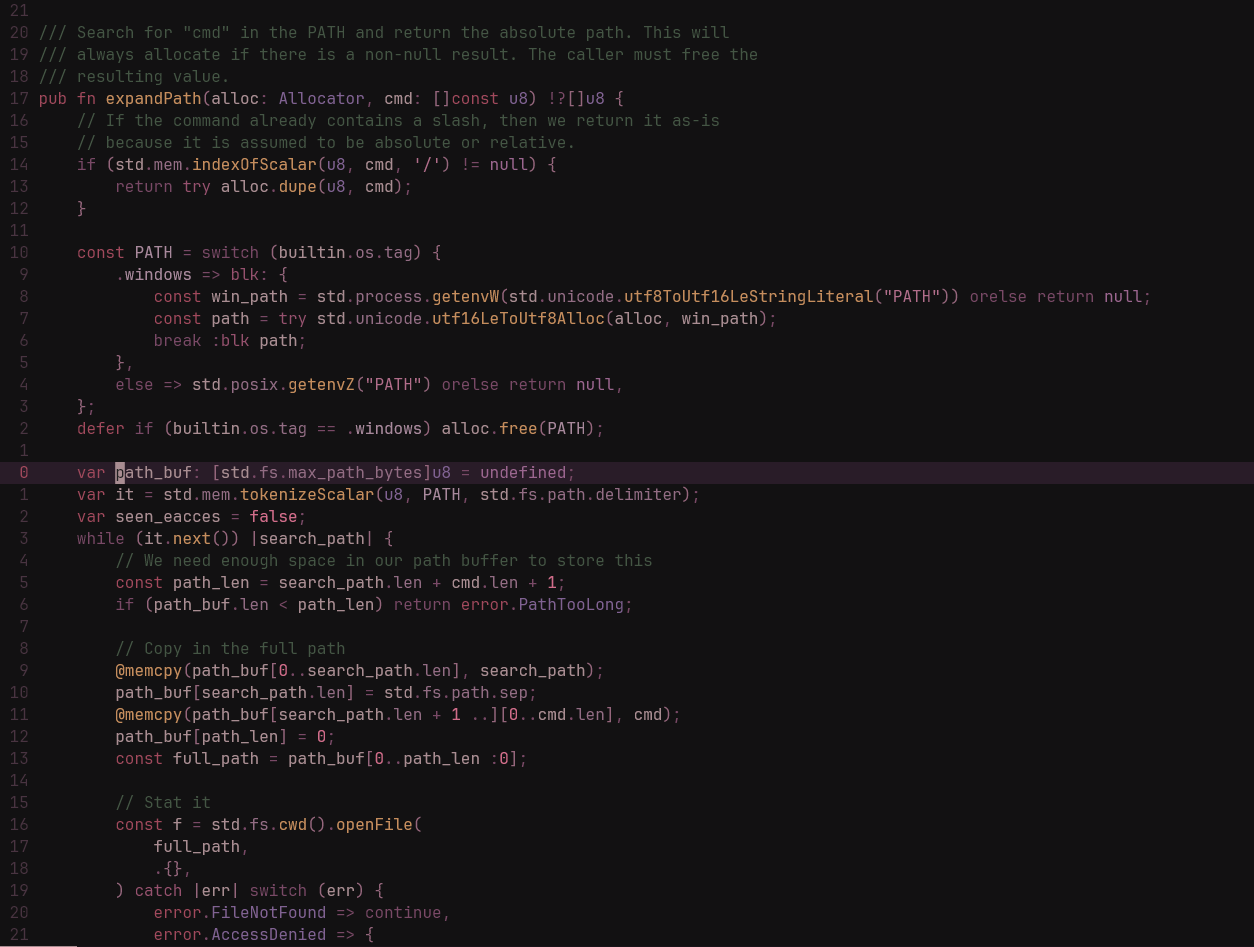 21
20 /// Search for "cmd" in the PATH and return the absolute path. This will
19 /// always allocate if there is a non-null result. The caller must free the
18 /// resulting value.
17 pub fn expandPath(alloc: Allocator, cmd: []const u8) !?[]u8 {
16     // If the command already contains a slash, then we return it as-is
15     // because it is assumed to be absolute or relative.
14     if (std.mem.indexOfScalar(u8, cmd, '/') != null) {
13         return try alloc.dupe(u8, cmd);
12     }
11
10     const PATH = switch (builtin.os.tag) {
9         .windows => blk: {
8             const win_path = std.process.getenvW(std.unicode.utf8ToUtf16LeStringLiteral("PATH")) orelse return null;
7             const path = try std.unicode.utf16LeToUtf8Alloc(alloc, win_path);
6             break :blk path;
5         },
4         else => std.posix.getenvZ("PATH") orelse return null,
3     };
2     defer if (builtin.os.tag == .windows) alloc.free(PATH);
1
0     var path_buf: [std.fs.max_path_bytes]u8 = undefined;
1     var it = std.mem.tokenizeScalar(u8, PATH, std.fs.path.delimiter);
2     var seen_eacces = false;
3     while (it.next()) |search_path| {
4         // We need enough space in our path buffer to store this
5         const path_len = search_path.len + cmd.len + 1;
6         if (path_buf.len < path_len) return error.PathTooLong;
7
8         // Copy in the full path
9         @memcpy(path_buf[0..search_path.len], search_path);
10         path_buf[search_path.len] = std.fs.path.sep;
11         @memcpy(path_buf[search_path.len + 1 ..][0..cmd.len], cmd);
12         path_buf[path_len] = 0;
13         const full_path = path_buf[0..path_len :0];
14
15         // Stat it
16         const f = std.fs.cwd().openFile(
17             full_path,
18             .{},
19         ) catch |err| switch (err) {
20             error.FileNotFound => continue,
21             error.AccessDenied => {